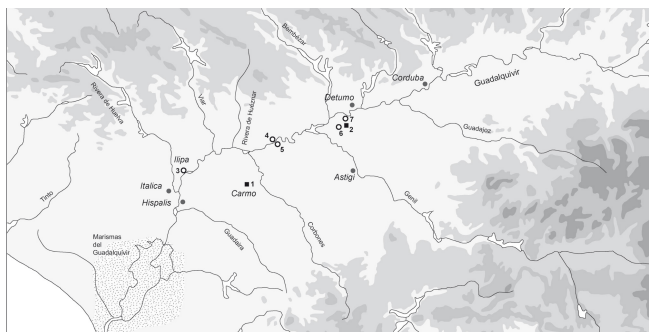 Bembézar
Corduba
Guadalquivir
Rivera de Huelva
Viar
Rivera de Huéznar
Detumo
7
2
6
4
5
Guadajoz
Ilipa
3
Astigi
Italica
1
Carmo
Hispalis
Tinto
Genil
Guadaira
Corbones
Marismas
del
Guadalquivir